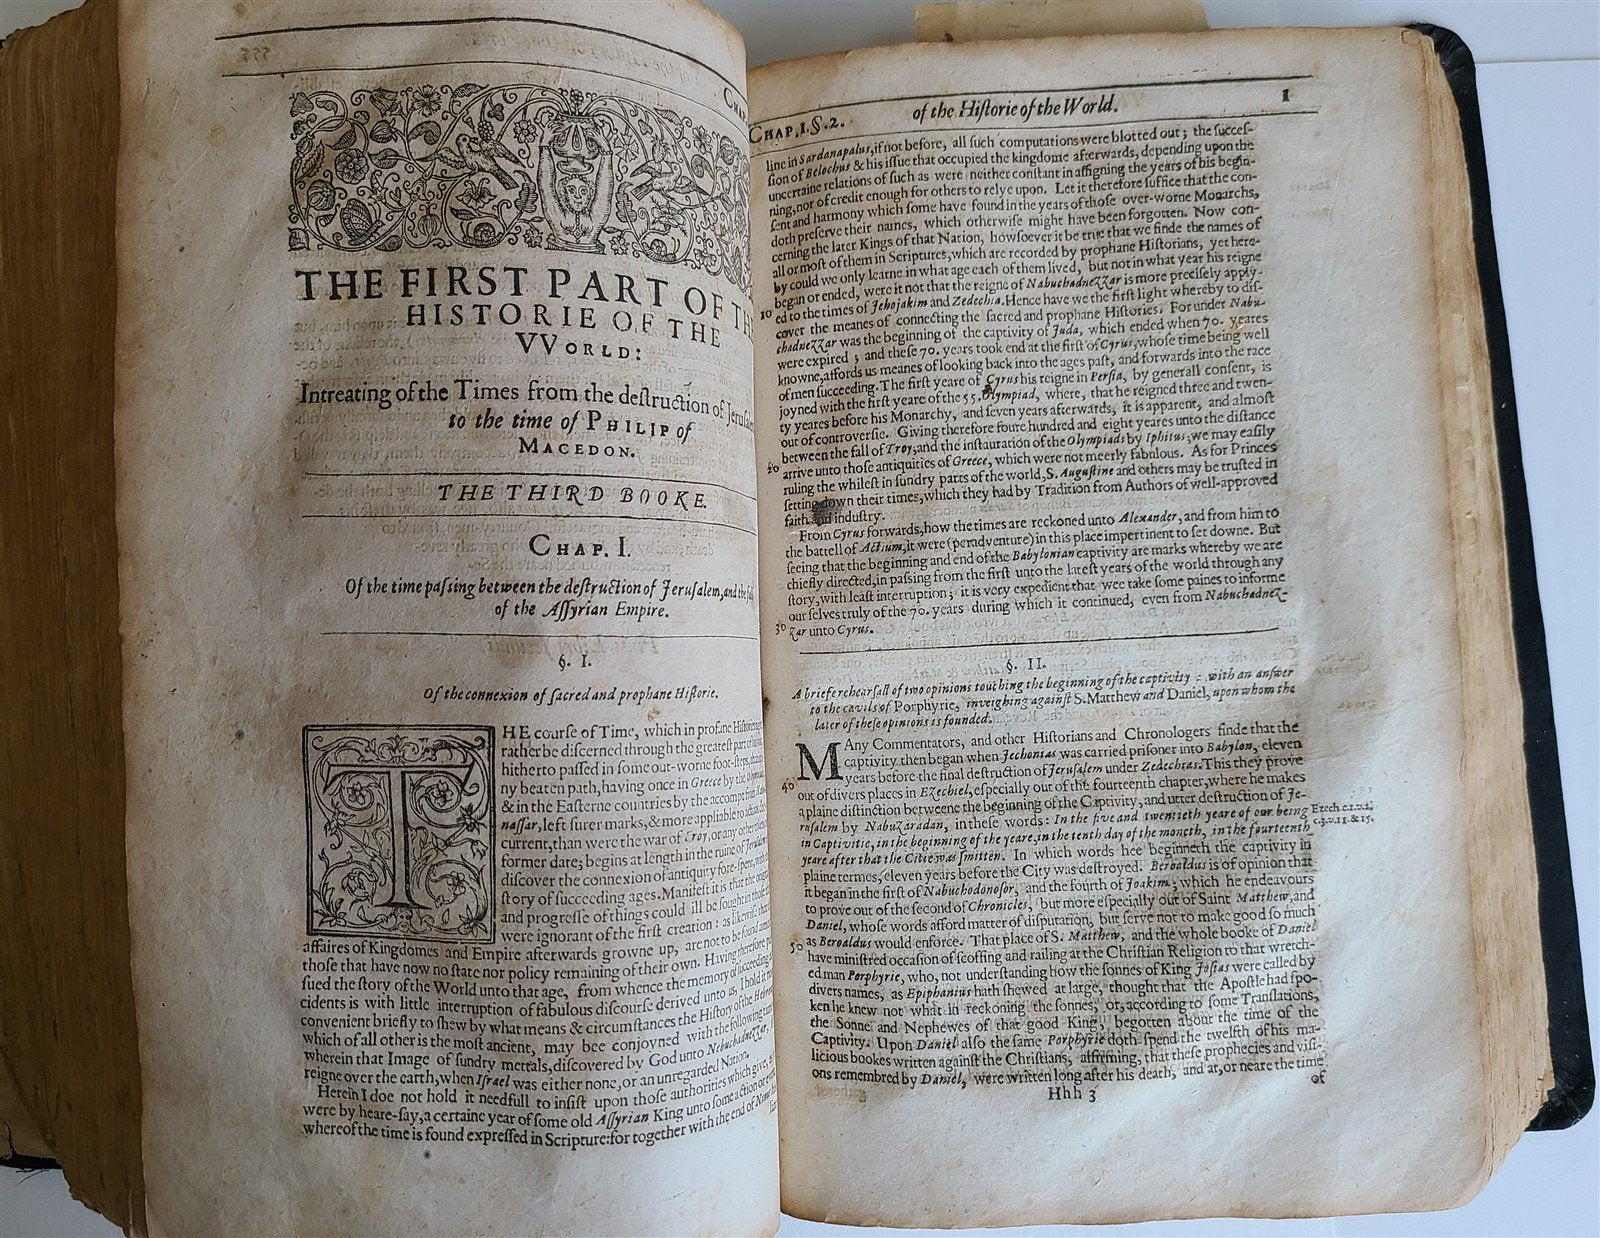 CHAP.
THE FIRST PART OF THE
HISTORIE OF THE
VVORLD:
Intreating of the Times from the deſtruction of Jeruſalem
to the time of PHILIP of
MACEDON.
THE THIRD BOOKE.
CHAP. I.
Of the time paſſing between the deſtruction of Jeruſalem, and the fall
of the Aſſyrian Empire.
§. I.
Of the connexion of ſacred and prophane Hiſtorie.
THE courſe of Time, which in profane Hiſtories
rather be diſcerned through the greateſt part of
hitherto paſſed in ſome out-worne foot-ſteps,
ny beaten path, having once in Greece by the
& in the Eaſterne countries by the accompt from
naſſar, left ſurer marks, & more appliable to
current, than were the war of Troy, or any other
former date; begins at length in the ruine of Jeruſalem
diſcover the connexion of antiquity fore-ſpent, with
ſtory of ſucceeding ages. Manifeſt it is that the
and progreſſe of things could ill be ſought in thoſe
were ignorant of the firſt creation: as likewiſe that
affaires of Kingdomes and Empire afterwards growne up, are not to be found
thoſe that have now no ſtate nor policy remaining of their own. Having therefore
ſued the ſtory of the World unto that age, from whence the memory of ſucceeding
cidents is with little interruption of fabulous diſcourſe derived unto us, I hold it
convenient briefly to ſhew by what means & circumſtances the Hiſtory of the Hebrews
which of all other is the moſt ancient, may bee conjoyned with the following
wherein that Image of ſundry mettals, diſcovered by God unto Nebuchadnezzar,
reigne over the earth, when Iſrael was either none, or an unregarded Nation.
Herein I doe not hold it needfull to inſiſt upon thoſe authorities which give,
were by heare-ſay, a certaine year of ſome old Aſſyrian King unto ſome action or
whereof the time is found expreſſed in Scripture: for together with the end of
CHAP. I. §. 2. of the Hiſtorie of the World. 1
line in Sardanapalus, if not before, all ſuch computations were blotted out; the ſucceſ-
ſion of Belochus & his iſſue that occupied the kingdome afterwards, depending upon the
uncertaine relations of ſuch as were neither conſtant in aſſigning the years of his begin-
ning, nor of credit enough for others to relye upon. Let it therefore ſuffice that the con-
ſent and harmony which ſome have found in the years of thoſe over-worne Monarchs,
doth preſerve their names, which otherwiſe might have been forgotten. Now con-
cerning the later Kings of that Nation, howſoever it be true that we finde the names of
all or moſt of them in Scriptures, which are recorded by prophane Hiſtorians, yet here-
by could we only learne in what age each of them lived, but not in what year his reigne
began or ended, were it not that the reigne of Nabuchadnezzar is more preciſely apply-
10 ed to the times of Jehojakim and Zedechia. Hence have we the firſt light whereby to diſ-
cover the means of connecting the ſacred and prophane Hiſtories. For under Nabu-
chadnezzar was the beginning of the captivity of Juda, which ended when 70. yeares
were expired; and theſe 70. years took end at the firſt of Cyrus, whoſe time being well
knowne, affords us meanes of looking back into the ages paſt, and forwards into the race
of men ſucceeding. The firſt yeare of Cyrus his reigne in Perſia, by generall conſent, is
joyned with the firſt yeare of the 55. Olympiad, where, that he reigned three and twen-
ty yeares before his Monarchy, and ſeven years afterwards, it is apparent, and almoſt
out of controverſie. Giving therefore foure hundred and eight yeares unto the diſtance
between the fall of Troy, and the inſtauration of the Olympiads by Iphitus; we may eaſily
20 arrive unto thoſe antiquities of Greece, which were not meerly fabulous. As for Princes
ruling the whileſt in ſundry parts of the world, S. Auguſtine and others may be truſted in
ſetting down their times, which they had by Tradition from Authors of well-approved
faith and induſtry.
From Cyrus forwards, how the times are reckoned unto Alexander, and from him to
the battell of Actium, it were (peradventure) in this place impertinent to ſet downe. But
ſeeing that the beginning and end of the Babylonian captivity are marks whereby we are
chiefly directed, in paſſing from the firſt unto the lateſt years of the world through any
ſtory, with leaſt interruption; it is very expedient that wee take ſome paines to informe
our ſelves truly of the 70. years during which it continued, even from Nabuchadnez-
30 zar unto Cyrus.
§. II.
A briefe rehearſall of two opinions touching the beginning of the captivity: with an anſwer
to the cavils of Porphyrie, inveighing againſt S. Matthew and Daniel, upon whom the
later of theſe opinions is founded.
MAny Commentators, and other Hiſtorians and Chronologers finde that the
captivity then began when Jechonias was carried priſoner into Babylon, eleven
years before the final deſtruction of Jeruſalem under Zedechias. This they prove
40 out of divers places in Ezechiel, eſpecially out of the fourteenth chapter, where he makes
a plaine diſtinction betweene the beginning of the Captivity, and utter deſtruction of Je-
ruſalem by Nabuzaradan, in theſe words: In the five and twentieth yeare of our being
Ezech. c. 1. v. 2.
c. 3. v. 11. & 15.
in Captivitie, in the beginning of the yeare, in the tenth day of the moneth, in the fourteenth
yeare after that the Citie was ſmitten. In which words hee beginneth the captivity in
plaine termes, eleven years before the City was deſtroyed. Beroaldus is of opinion that
it began in the firſt of Nabuchodonoſor, and the fourth of Joakim; which he endeavours
to prove out of the ſecond of Chronicles, but more eſpecially out of Saint Matthew, and
Daniel, whoſe words afford matter of diſputation, but ſerve not to make good ſo much
50 as Beroaldus would enforce. That place of S. Matthew, and the whole booke of Daniel
have miniſtred occaſion of ſcoffing and railing at the Chriſtian Religion to that wretch-
ed man Porphyrie, who, not underſtanding how the ſonnes of King Joſias were called by
divers names, as Epiphanius hath ſhewed at large, thought that the Apoſtle had ſpo-
ken he knew not what in reckoning the ſonnes, or, according to ſome Tranſlations,
the Sonne and Nephewes of that good King, begotten about the time of the
Captivity. Upon Daniel alſo the ſame Porphyrie doth ſpend the twelfth of his ma-
licious bookes written againſt the Chriſtians, affirming, that theſe prophecies and viſi-
ons remembred by Daniel, were written long after his death, and at, or neare the time
Hhh 3 of